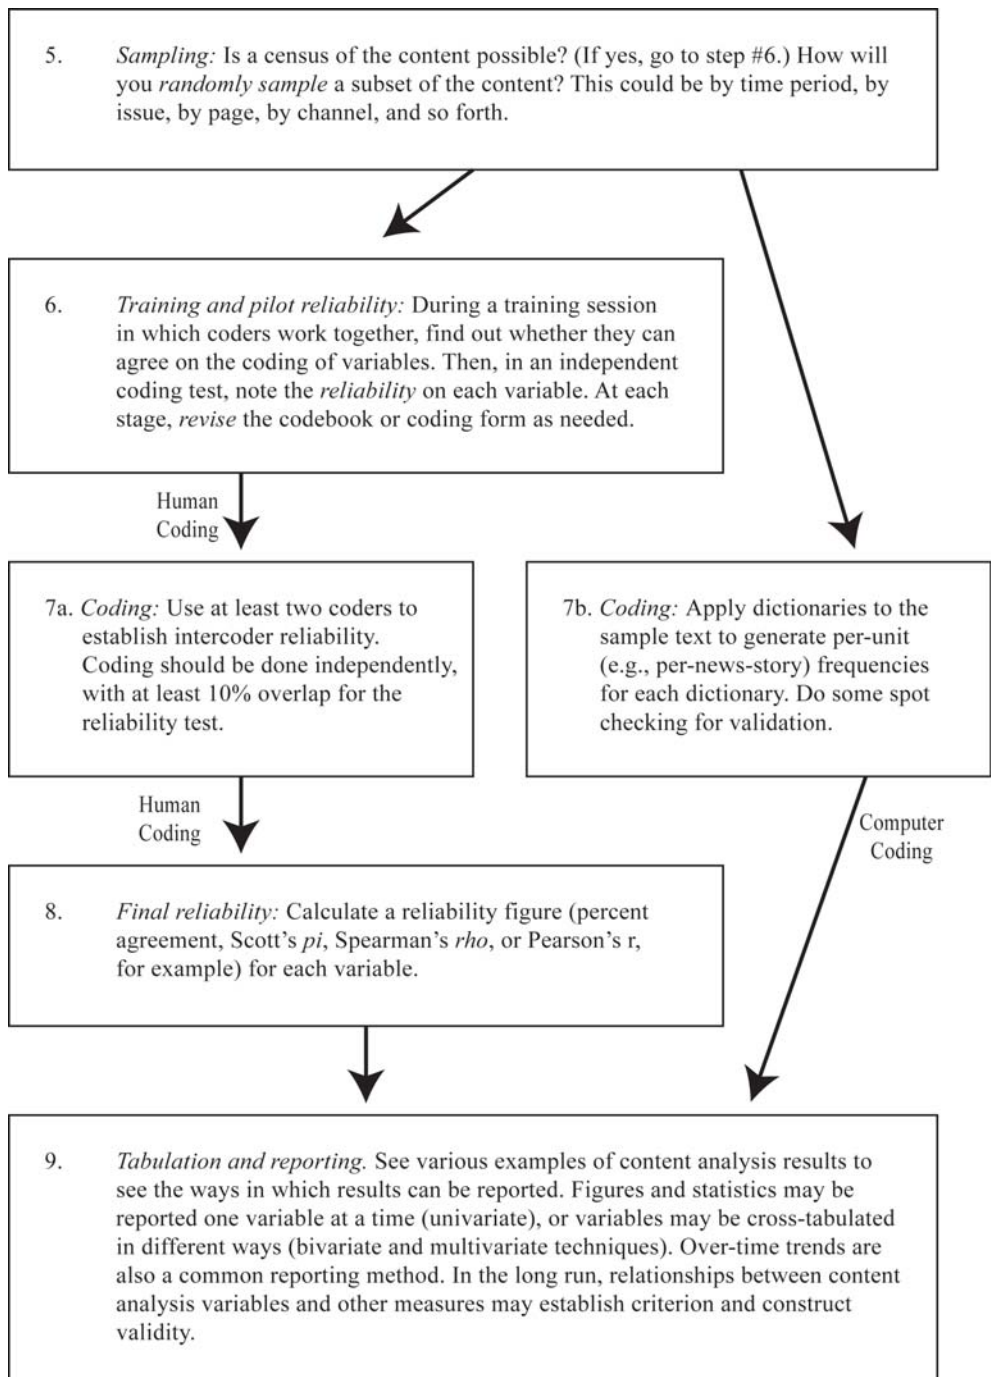 5. Sampling: Is a census of the content possible? (If yes, go to step #6.) How will
you randomly sample a subset of the content? This could be by time period, by
issue, by page, by channel, and so forth.
6. Training and pilot reliability: During a training session
in which coders work together, find out whether they can
agree on the coding of variables. Then, in an independent
coding test, note the reliability on each variable. At each
stage, revise the codebook or coding form as needed.
Human
Coding
7a. Coding: Use at least two coders to
establish intercoder reliability.
Coding should be done independently,
with at least 10% overlap for the
reliability test.
7b. Coding: Apply dictionaries to the
sample text to generate per-unit
(e.g., per-news-story) frequencies
for each dictionary. Do some spot
checking for validation.
Human
Coding
Computer
Coding
8. Final reliability: Calculate a reliability figure (percent
agreement, Scott's pi, Spearman's rho, or Pearson's r,
for example) for each variable.
9. Tabulation and reporting. See various examples of content analysis results to
see the ways in which results can be reported. Figures and statistics may be
reported one variable at a time (univariate), or variables may be cross-tabulated
in different ways (bivariate and multivariate techniques). Over-time trends are
also a common reporting method. In the long run, relationships between content
analysis variables and other measures may establish criterion and construct
validity.